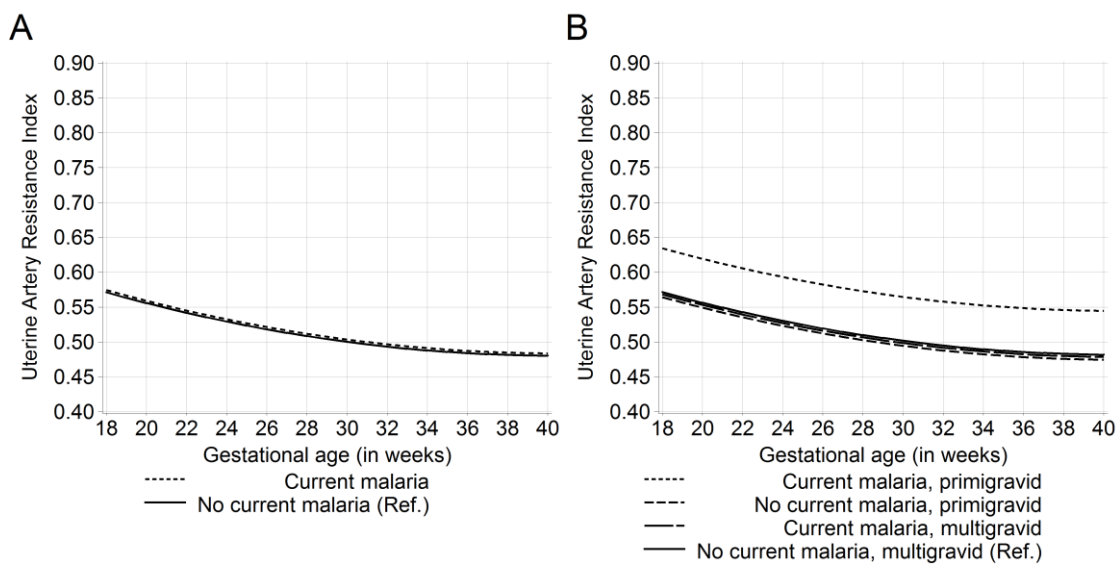 A
Uterine Artery Resistance Index
0.90
0.85
0.80
0.75
0.70
0.65
0.60
0.55
0.50
0.45
0.40
18 20 22 24 26 28 30 32 34 36 38 40
Gestational age (in weeks)
Current malaria
No current malaria (Ref.)
B
Uterine Artery Resistance Index
0.90
0.85
0.80
0.75
0.70
0.65
0.60
0.55
0.50
0.45
0.40
18 20 22 24 26 28 30 32 34 36 38 40
Gestational age (in weeks)
Current malaria, primigravid
No current malaria, primigravid
Current malaria, multigravid
No current malaria, multigravid (Ref.)